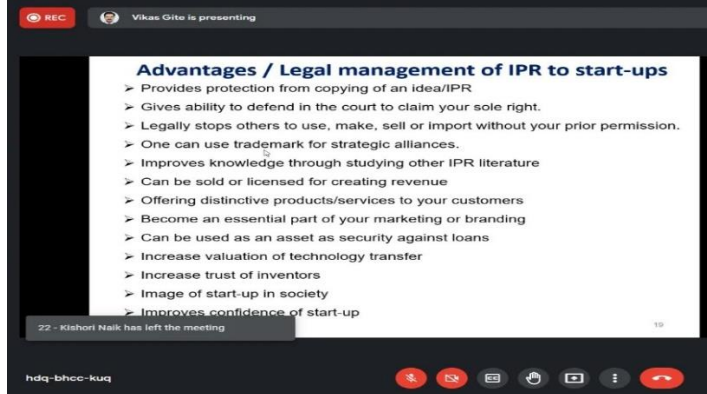 REC
Vikas Gite is presenting
Advantages / Legal management of IPR to start-ups
➢ Provides protection from copying of an idea/IPR
➢ Gives ability to defend in the court to claim your sole right.
➢ Legally stops others to use, make, sell or import without your prior permission.
➢ One can use trademark for strategic alliances.
➢ Improves knowledge through studying other IPR literature
➢ Can be sold or licensed for creating revenue
➢ Offering distinctive products/services to your customers
➢ Become an essential part of your marketing or branding
➢ Can be used as an asset as security against loans
➢ Increase valuation of technology transfer
➢ Increase trust of inventors
➢ Image of start-up in society
➢ Improves confidence of start-up
22 - Kishori Naik has left the meeting
19
hdq-bhcc-kuq
CC